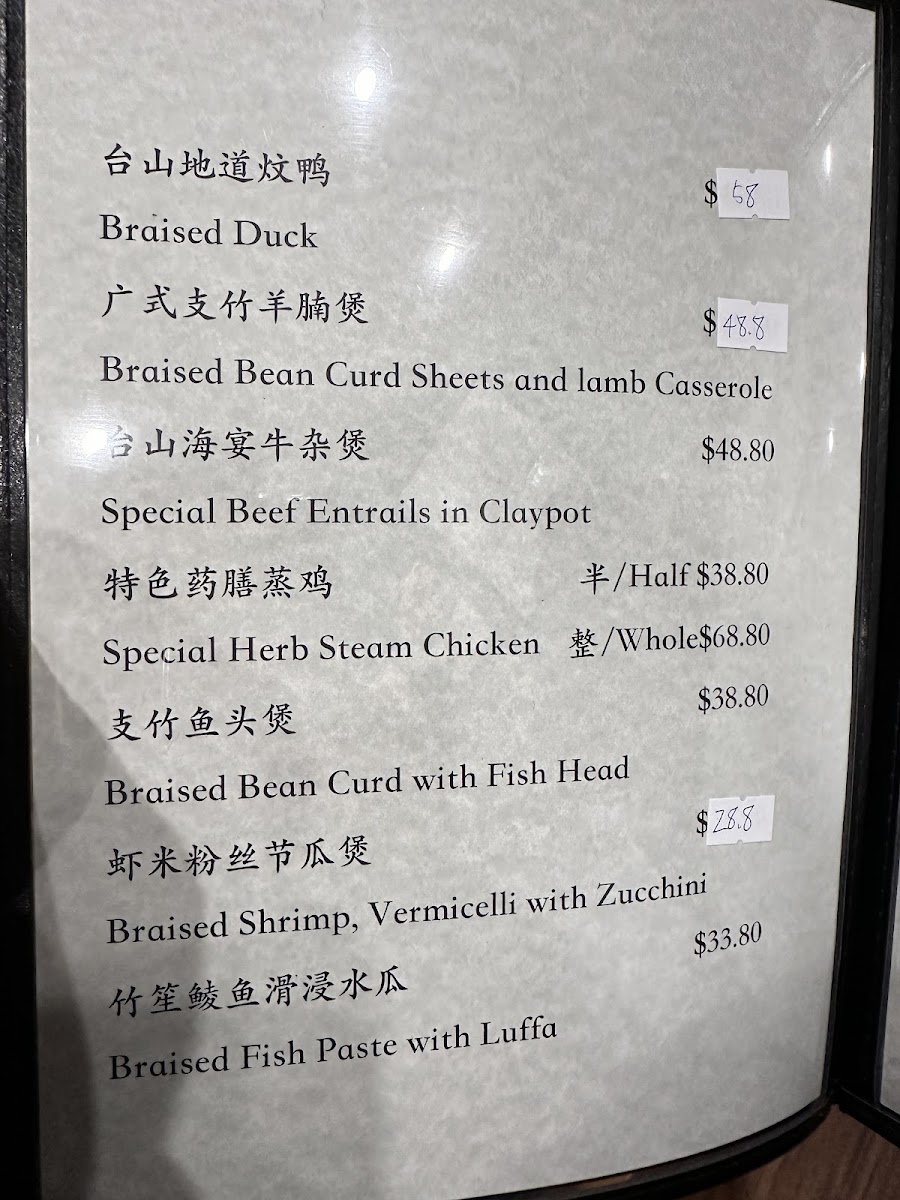 台山地道炆鸭
$58
Braised Duck
广式支竹羊腩煲
$48.8
Braised Bean Curd Sheets and lamb Casserole
台山海宴牛杂煲 $48.80
Special Beef Entrails in Claypot
特色药膳蒸鸡 半/Half $38.80
Special Herb Steam Chicken 整/Whole$68.80
支竹鱼头煲 $38.80
Braised Bean Curd with Fish Head
虾米粉丝节瓜煲 $28.8
Braised Shrimp, Vermicelli with Zucchini
竹笙鲮鱼滑浸水瓜 $33.80
Braised Fish Paste with Luffa